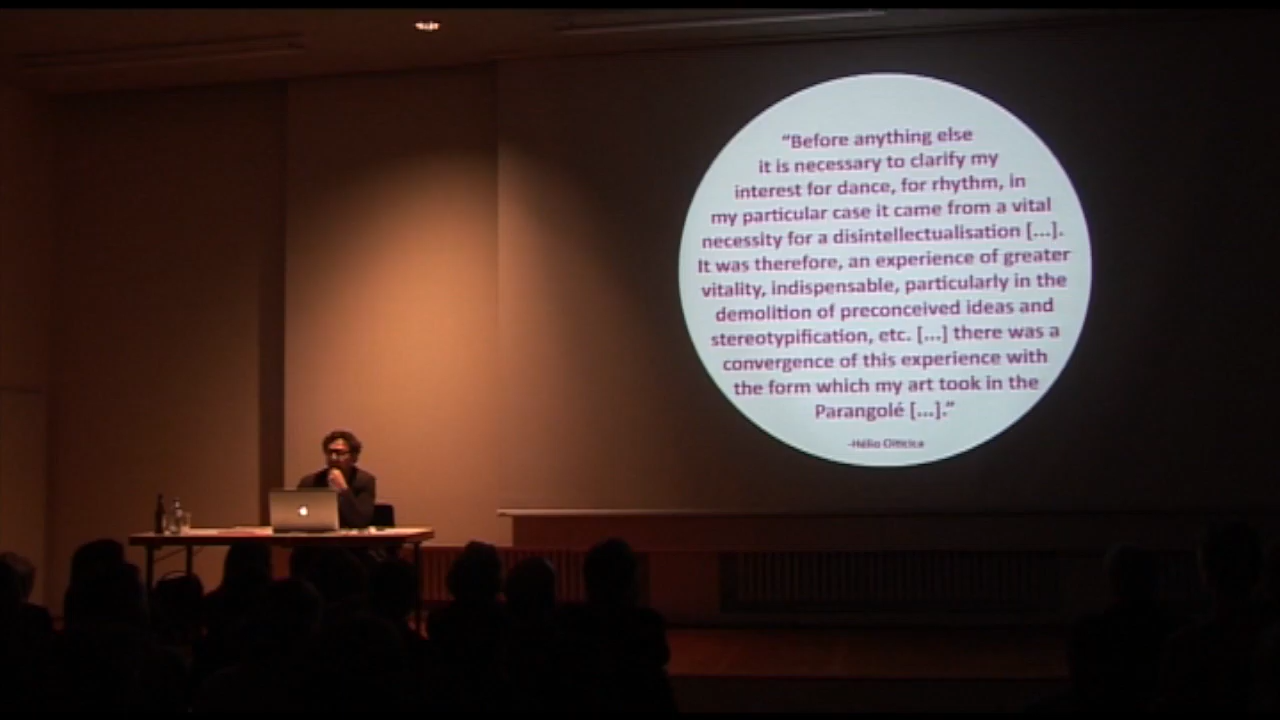 “Before anything else
it is necessary to clarify my
interest for dance, for rhythm, in
my particular case it came from a vital
necessity for a disintellectualisation [...].
It was therefore, an experience of greater
vitality, indispensable, particularly in the
demolition of preconceived ideas and
stereotypification, etc. [...] there was a
convergence of this experience with
the form which my art took in the
Parangolé [...].”
-Hélio Oiticica